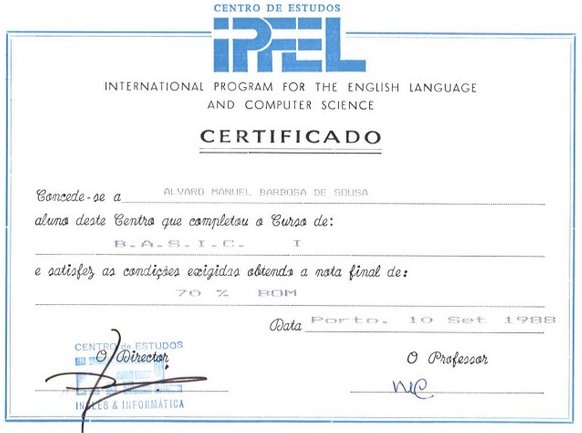 CENTRO DE ESTUDOS
IPFEL
INTERNATIONAL PROGRAM FOR THE ENGLISH LANGUAGE
AND COMPUTER SCIENCE
CERTIFICADO
Concede-se a ALVARO MANUEL BARBOSA DE SOUSA
aluno deste Centro que completou o Curso de:
B.A.S.I.C. I
e satisfez as condições exigidas obtendo a nota final de:
70 % BOM
Data Porto, 10 Set 1988
CENTRO de ESTUDOS
O Director
O Professor
INGLES & INFORMÁTICA